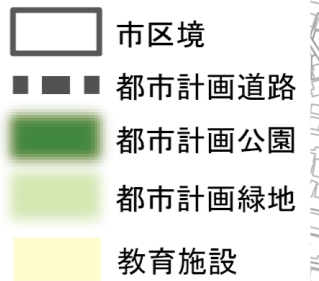 市区境
都市計画道路
都市計画公園
都市計画緑地
教育施設